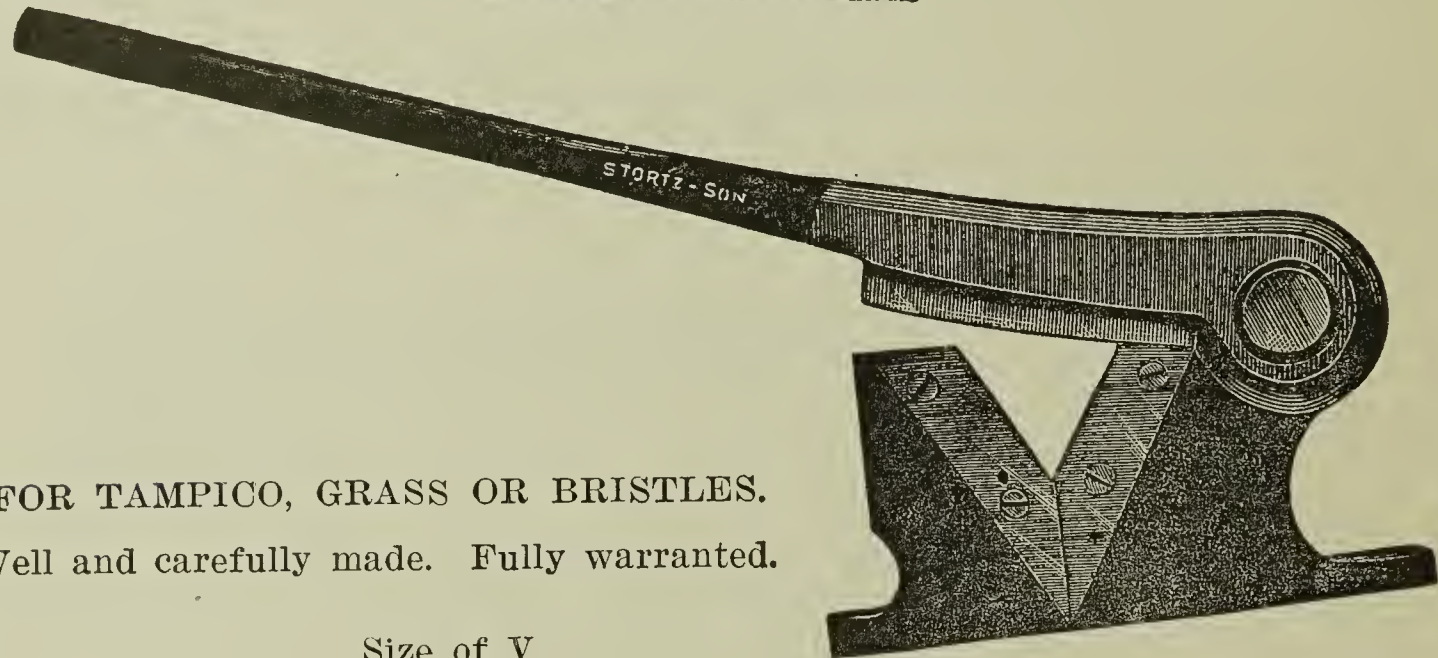 STORTZ - SON
FOR TAMPICO, GRASS OR BRISTLES.
Well and carefully made. Fully warranted.
Size of V